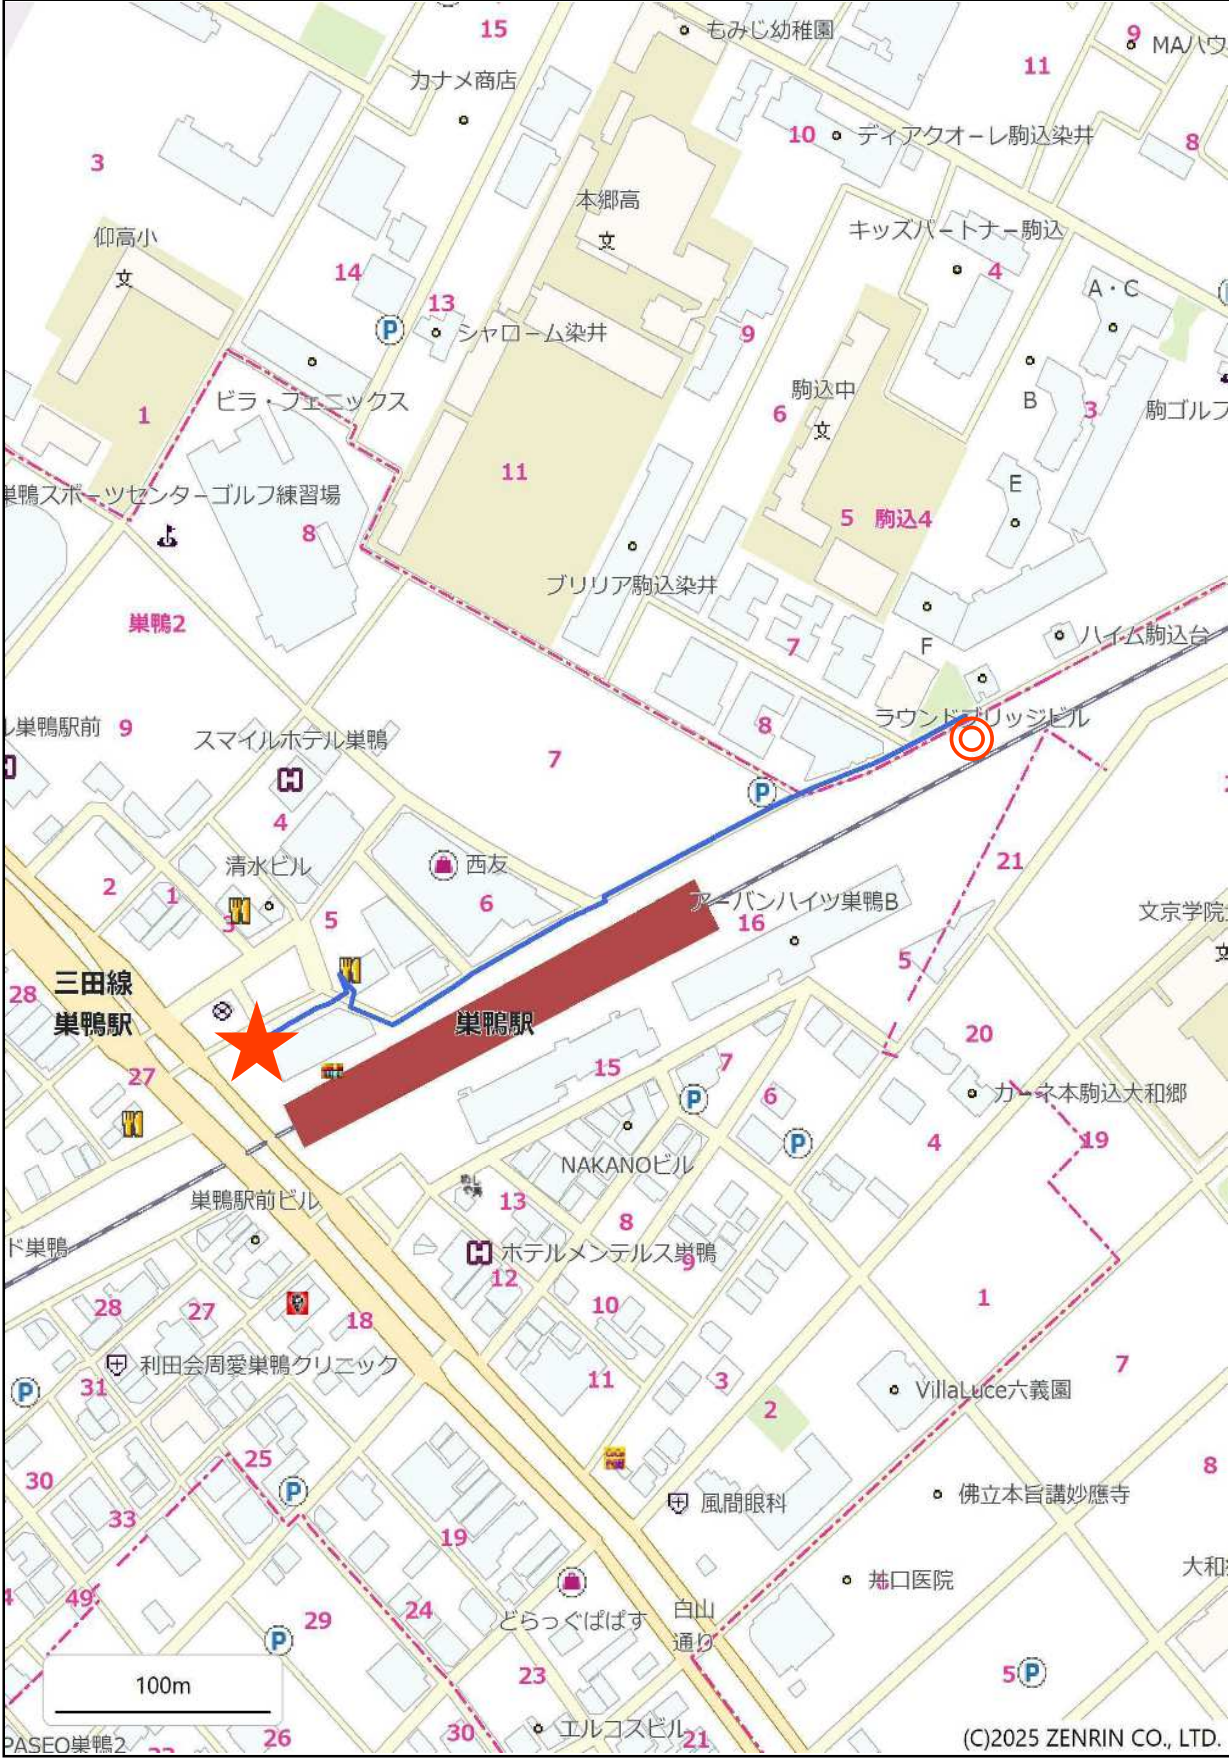 15
もみじ幼稚園
9
MAハウ
カナメ商店
11
10
ディアクオーレ駒込染井
8
3
本郷高
文
仰高小
文
キッズパートナー駒込
4
14
A・C
13
P
シャローム染井
9
ビラ・フェニックス
駒込中
文
B
3
駒ゴルフ
1
6
11
巣鴨スポーツセンターゴルフ練習場
E
8
5
駒込4
ブリリア駒込染井
巣鴨2
7
F
ハイム駒込台
8
ラウンドブリッジビル
ル巣鴨駅前
9
スマイルホテル巣鴨
7
H
H
P
4
清水ビル
西友
21
2
1
3
5
6
アーバンハイツ巣鴨B
16
文京学院
文
5
三田線
巣鴨駅
28
巣鴨駅
20
27
15
7
6
P
カーネ本駒込大和郷
P
4
19
NAKANOビル
巣鴨駅前ビル
めし
や丼
13
8
ド巣鴨
H
ホテルメンテルス巣鴨
9
12
28
27
18
10
1
利田会周愛巣鴨クリニック
7
P
31
11
3
VillaLuce六義園
2
25
30
P
8
33
風間眼科
佛立本旨講妙應寺
19
井口医院
大和
49
24
どらっぐぱぱす
白山
通り
29
P
100m
23
5
P
PASEO巣鴨2
26
30
エルコスビル
21
(C)2025 ZENRIN CO., LTD.